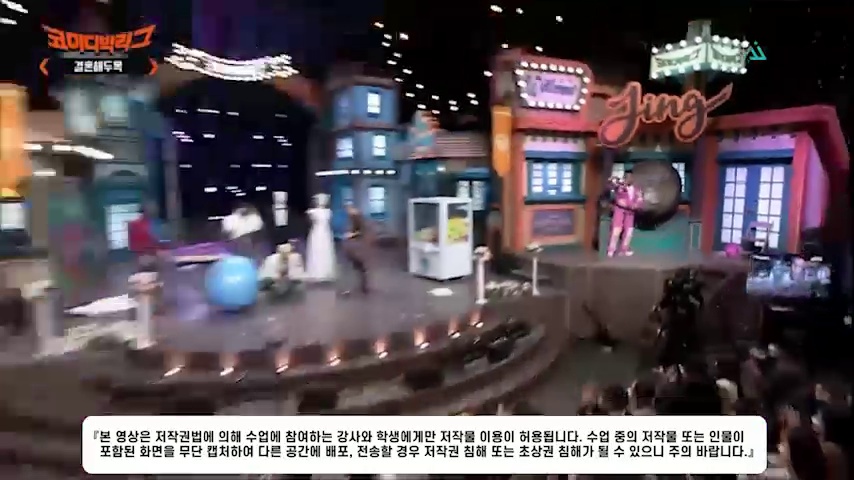 코미디빅리그
결혼해두목
Jing
『본 영상은 저작권법에 의해 수업에 참여하는 강사와 학생에게만 저작물 이용이 허용됩니다. 수업 중의 저작물 또는 인물이
포함된 화면을 무단 캡처하여 다른 공간에 배포, 전송할 경우 저작권 침해 또는 초상권 침해가 될 수 있으니 주의 바랍니다.』